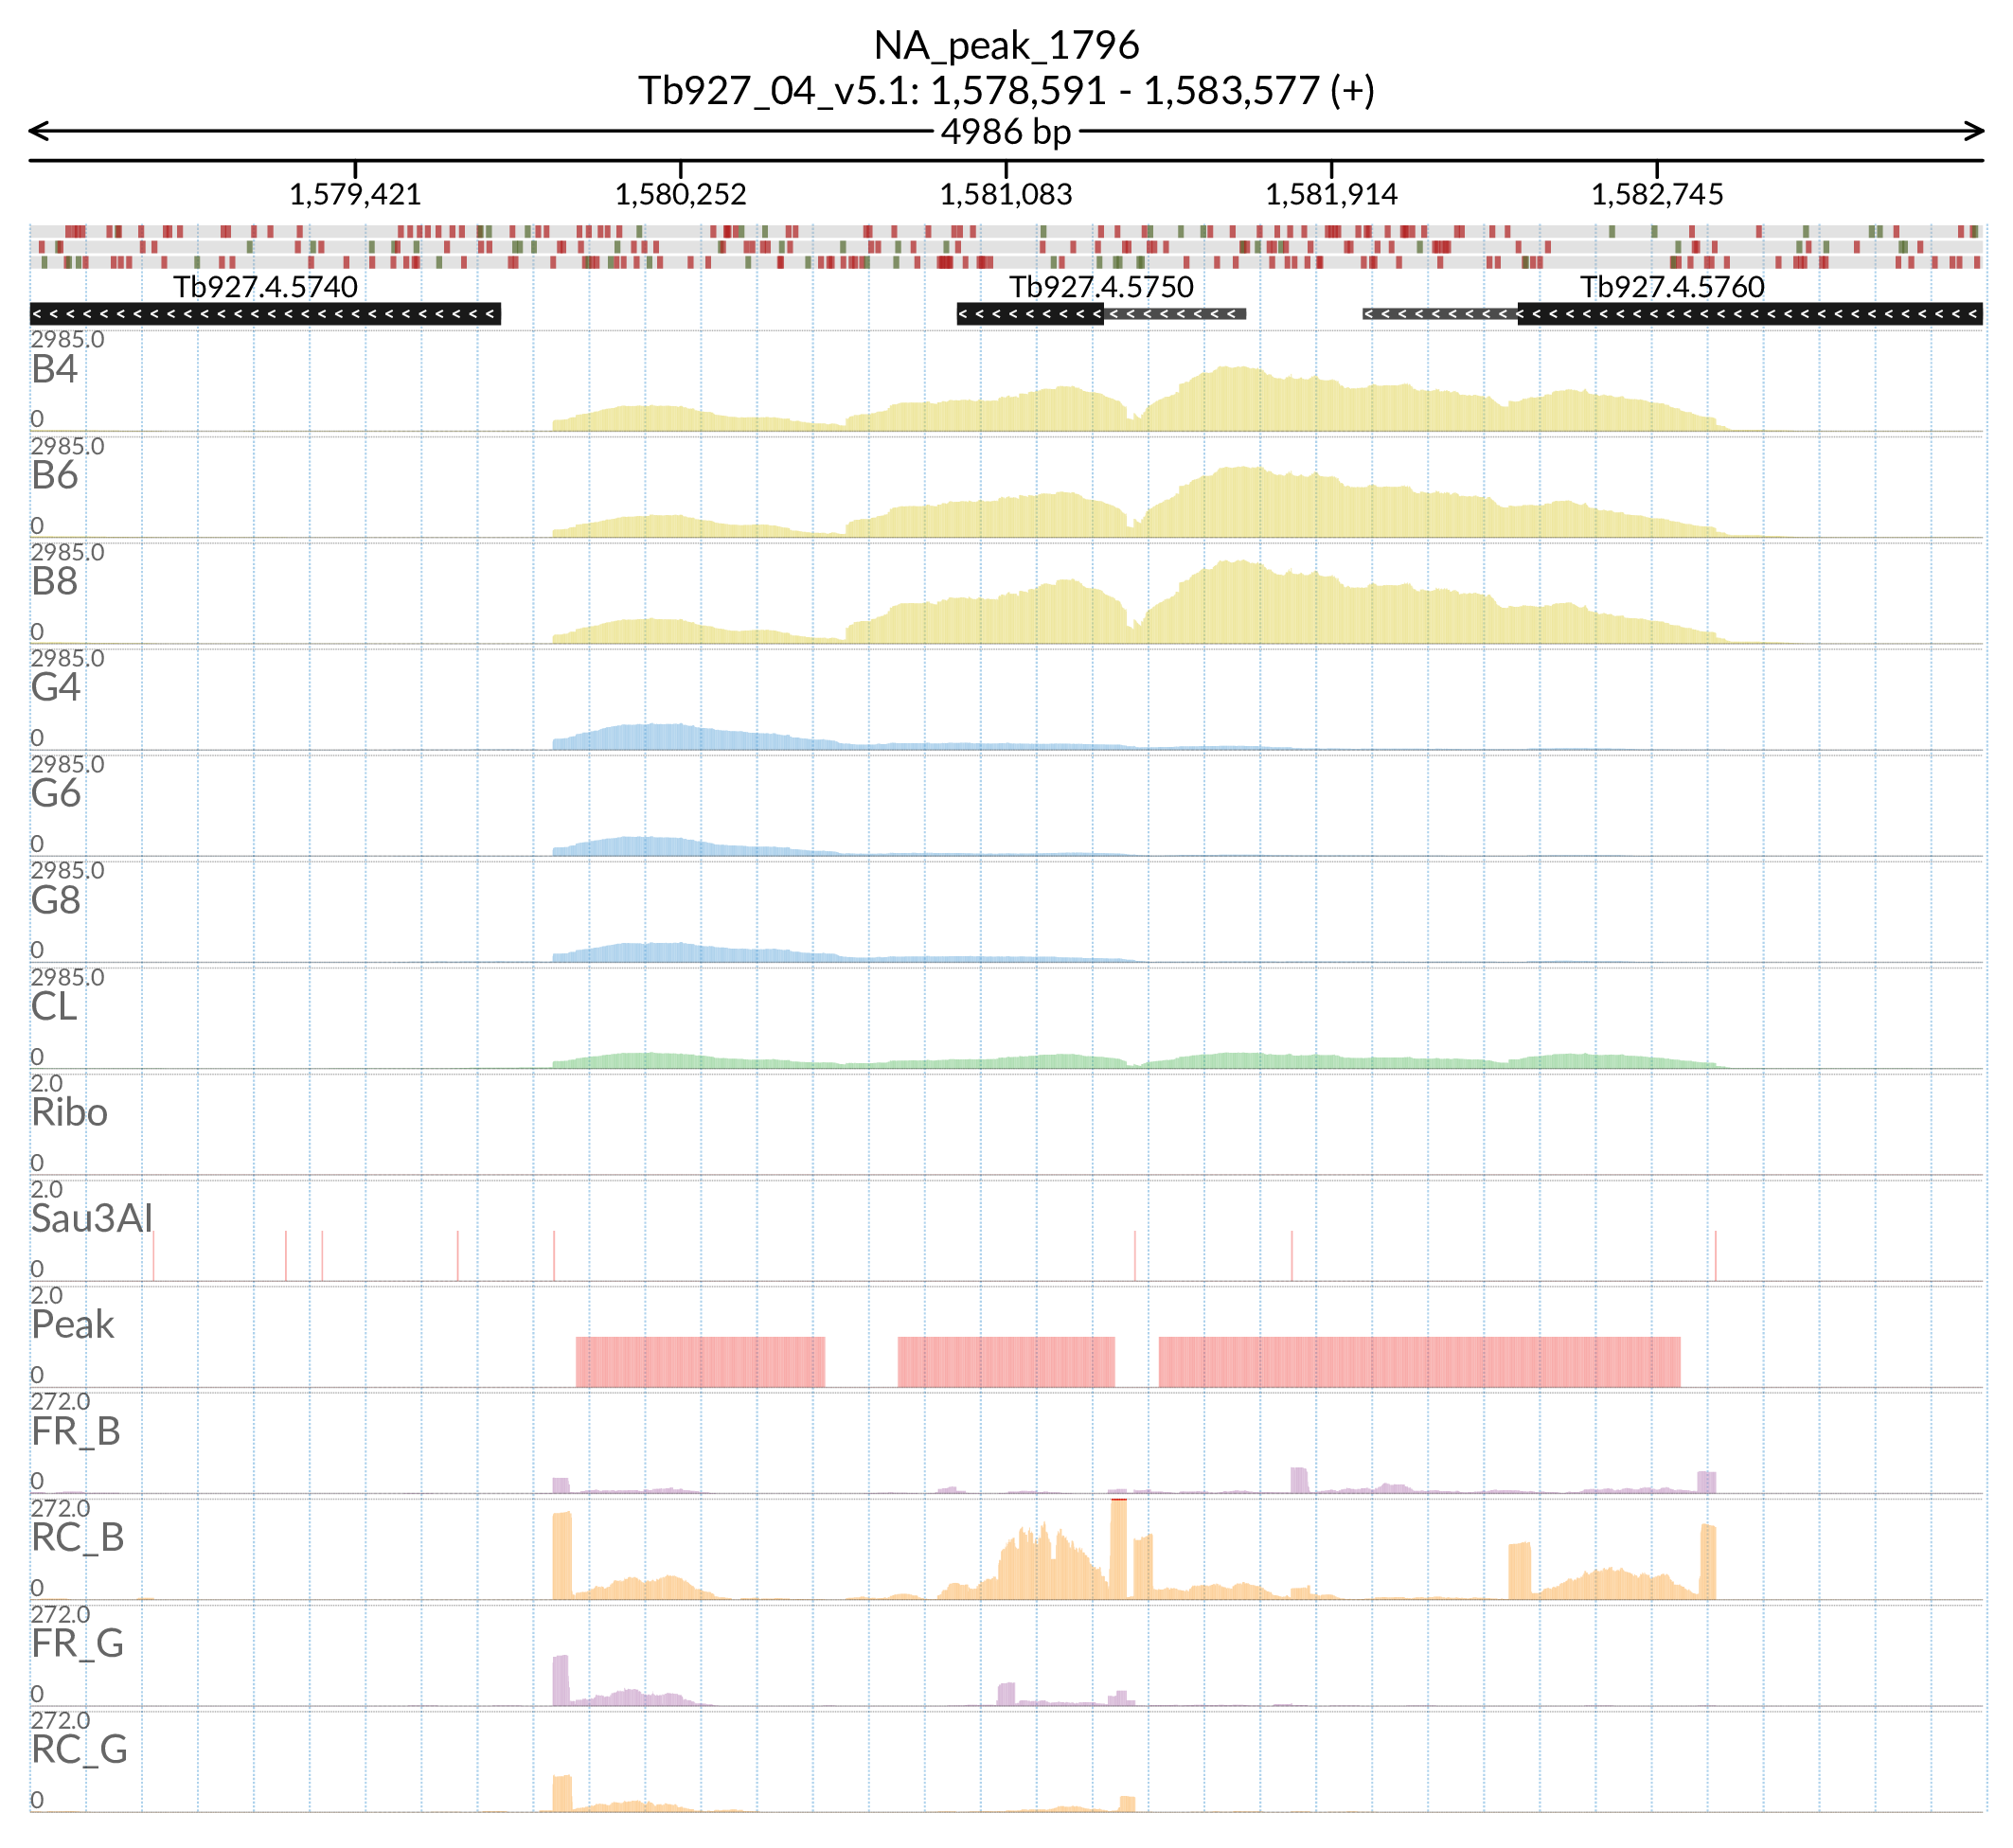 NA_peak_1796
Tb927_04_v5.1: 1,578,591 - 1,583,577 (+)
4986 bp
1,579,421 1,580,252 1,581,083 1,581,914 1,582,745
Tb927.4.5740 Tb927.4.5750 Tb927.4.5760
2985.0
B4
0
2985.0
B6
0
2985.0
B8
0
2985.0
G4
0
2985.0
G6
0
2985.0
G8
0
2985.0
CL
0
2.0
Ribo
0
2.0
Sau3AI
0
2.0
Peak
0
272.0
FR_B
0
272.0
RC_B
0
272.0
FR_G
0
272.0
RC_G
0